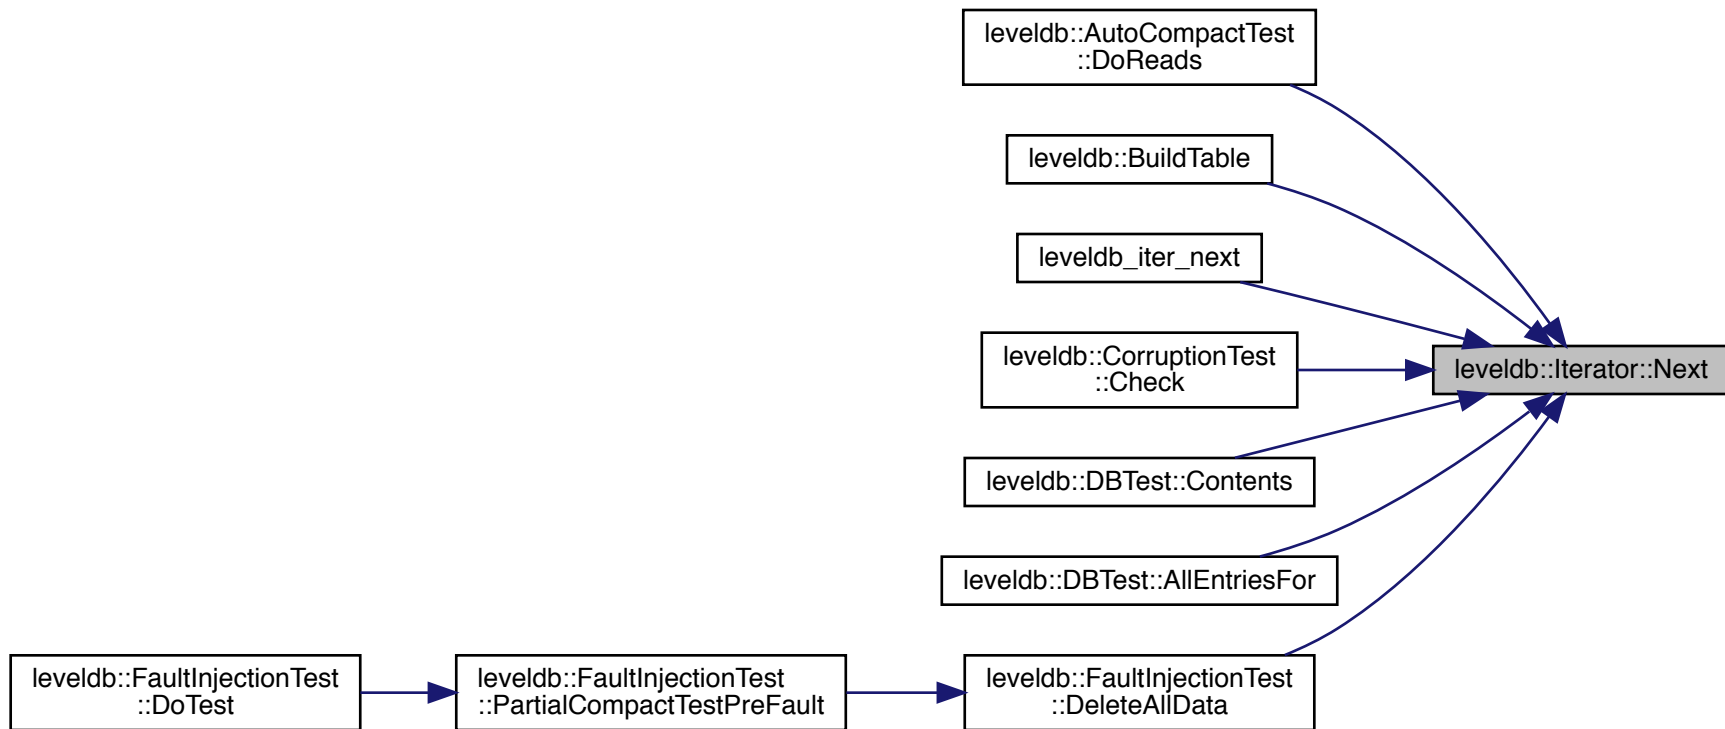 leveldb::AutoCompactTest
::DoReads
leveldb::BuildTable
leveldb_iter_next
leveldb::CorruptionTest
::Check
leveldb::Iterator::Next
leveldb::DBTest::Contents
leveldb::DBTest::AllEntriesFor
leveldb::FaultInjectionTest
::DoTest
leveldb::FaultInjectionTest
::PartialCompactTestPreFault
leveldb::FaultInjectionTest
::DeleteAllData